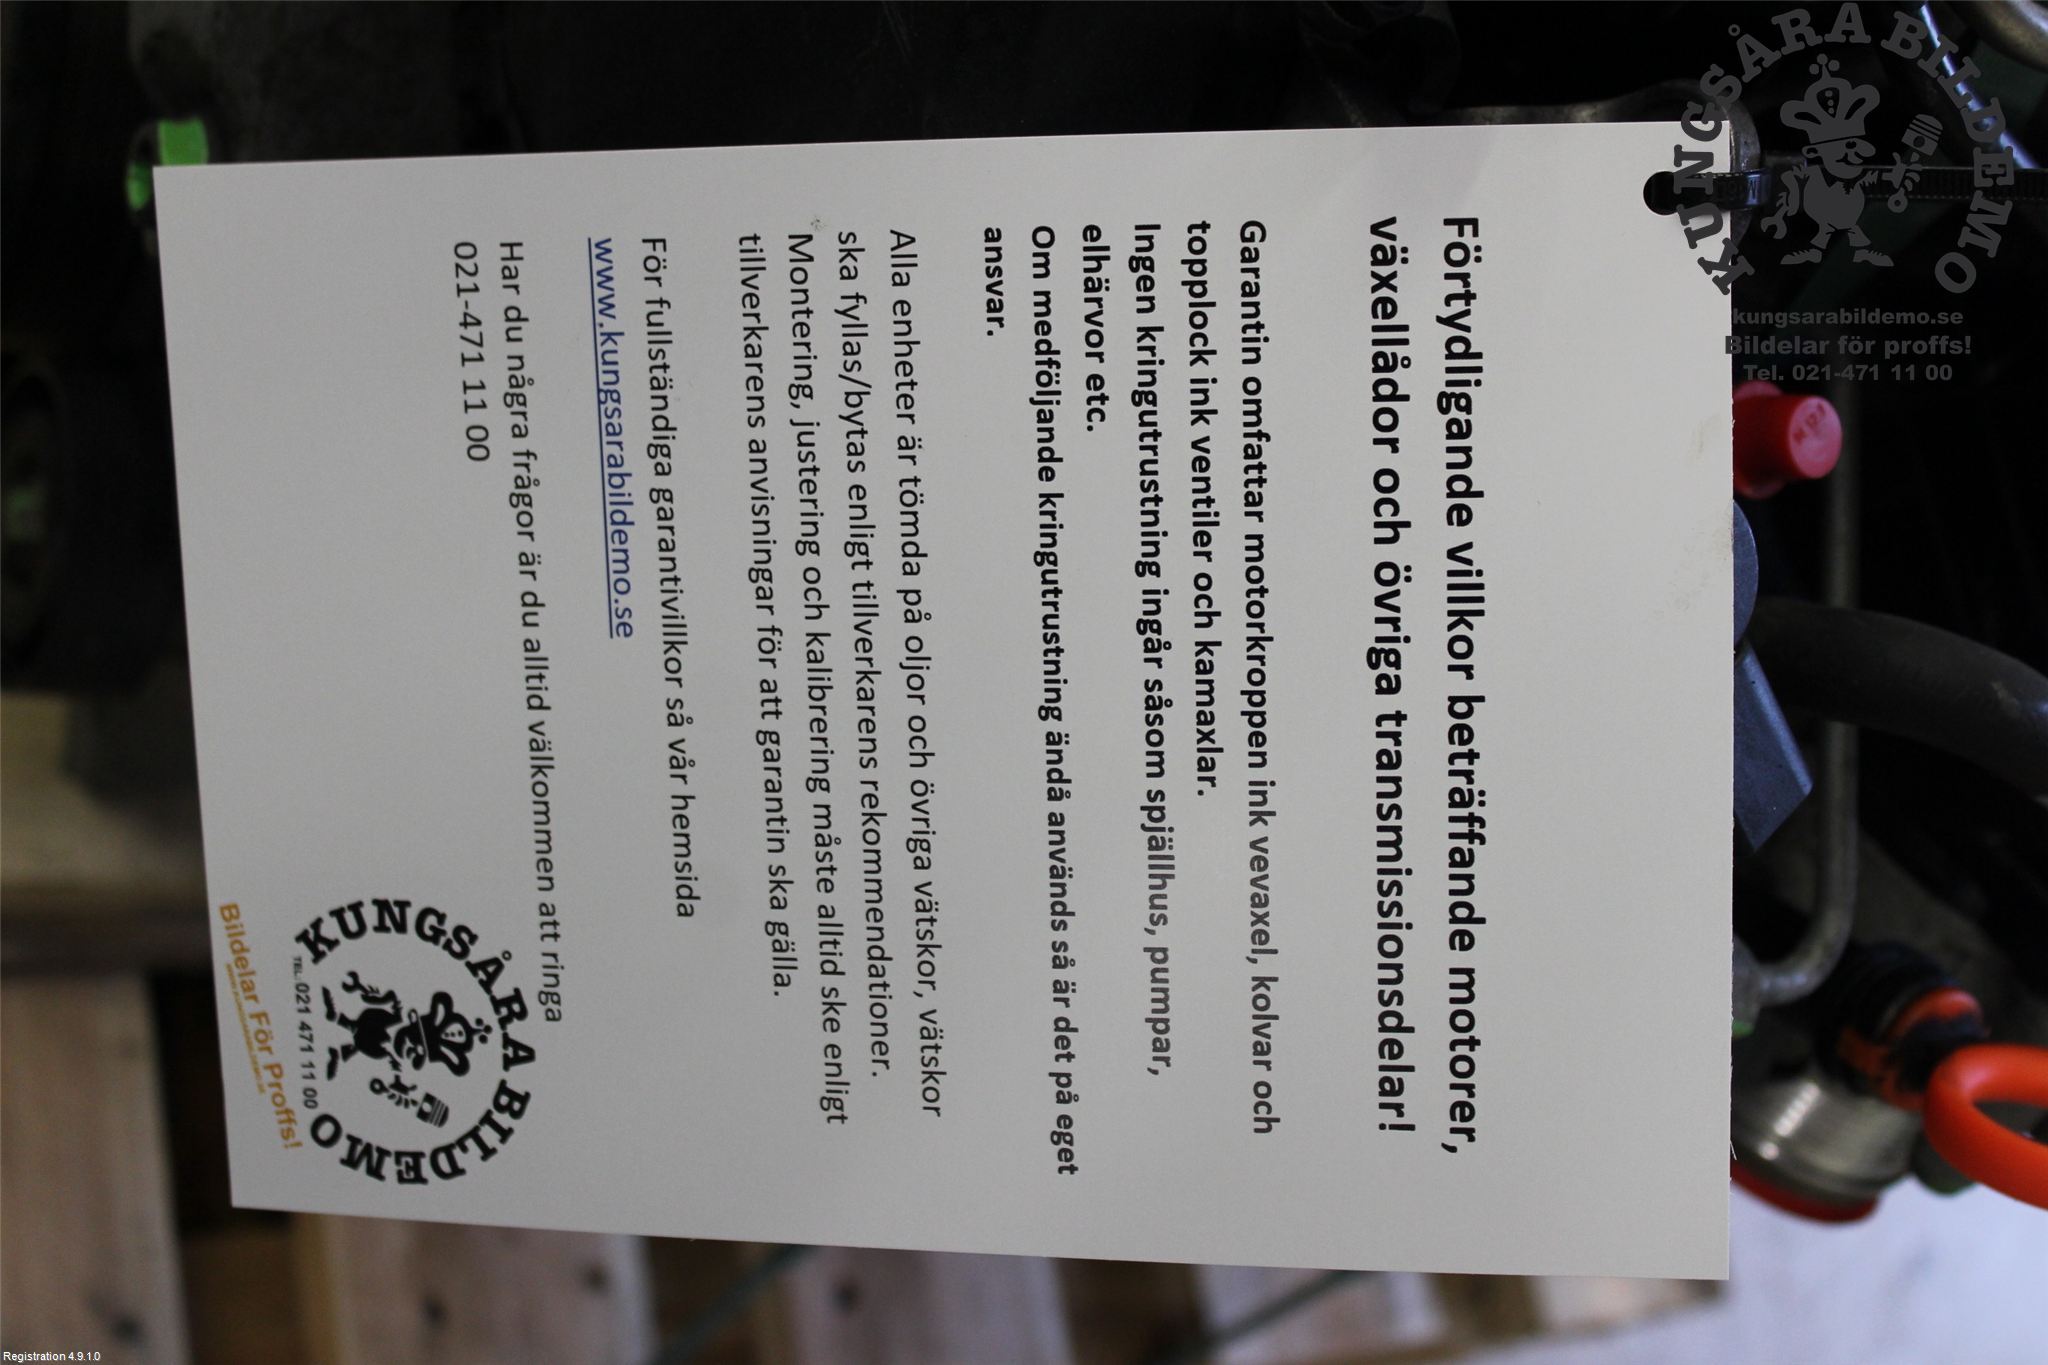 Förtydligande villkor beträffande motorer,
växellådor och övriga transmissionsdelar!
Garantin omfattar motorkroppen ink vevaxel, kolvar och
topplock ink ventiler och kamaxlar.
Ingen kringutrustning ingår såsom spjällhus, pumpar,
elhärvor etc.
Om medföljande kringutrustning ändå används så är det på eget
ansvar.
Alla enheter är tömda på oljor och övriga vätskor, vätskor
ska fyllas/bytas enligt tillverkarens rekommendationer.
Montering, justering och kalibrering måste alltid ske enligt
tillverkarens anvisningar för att garantin ska gälla.
För fullständiga garantivillkor så vår hemsida
www.kungsarabildemo.se
Har du några frågor är du alltid välkommen att ringa
021-471 11 00
KUNGSÅRA BILDEMO
TEL: 021 471 11 00
Bildelar För Proffs!
KUNGSÅRA BILDEMO
kungsarabildemo.se
Bildelar för proffs!
Tel. 021-471 11 00
Registration 4.9.1.0